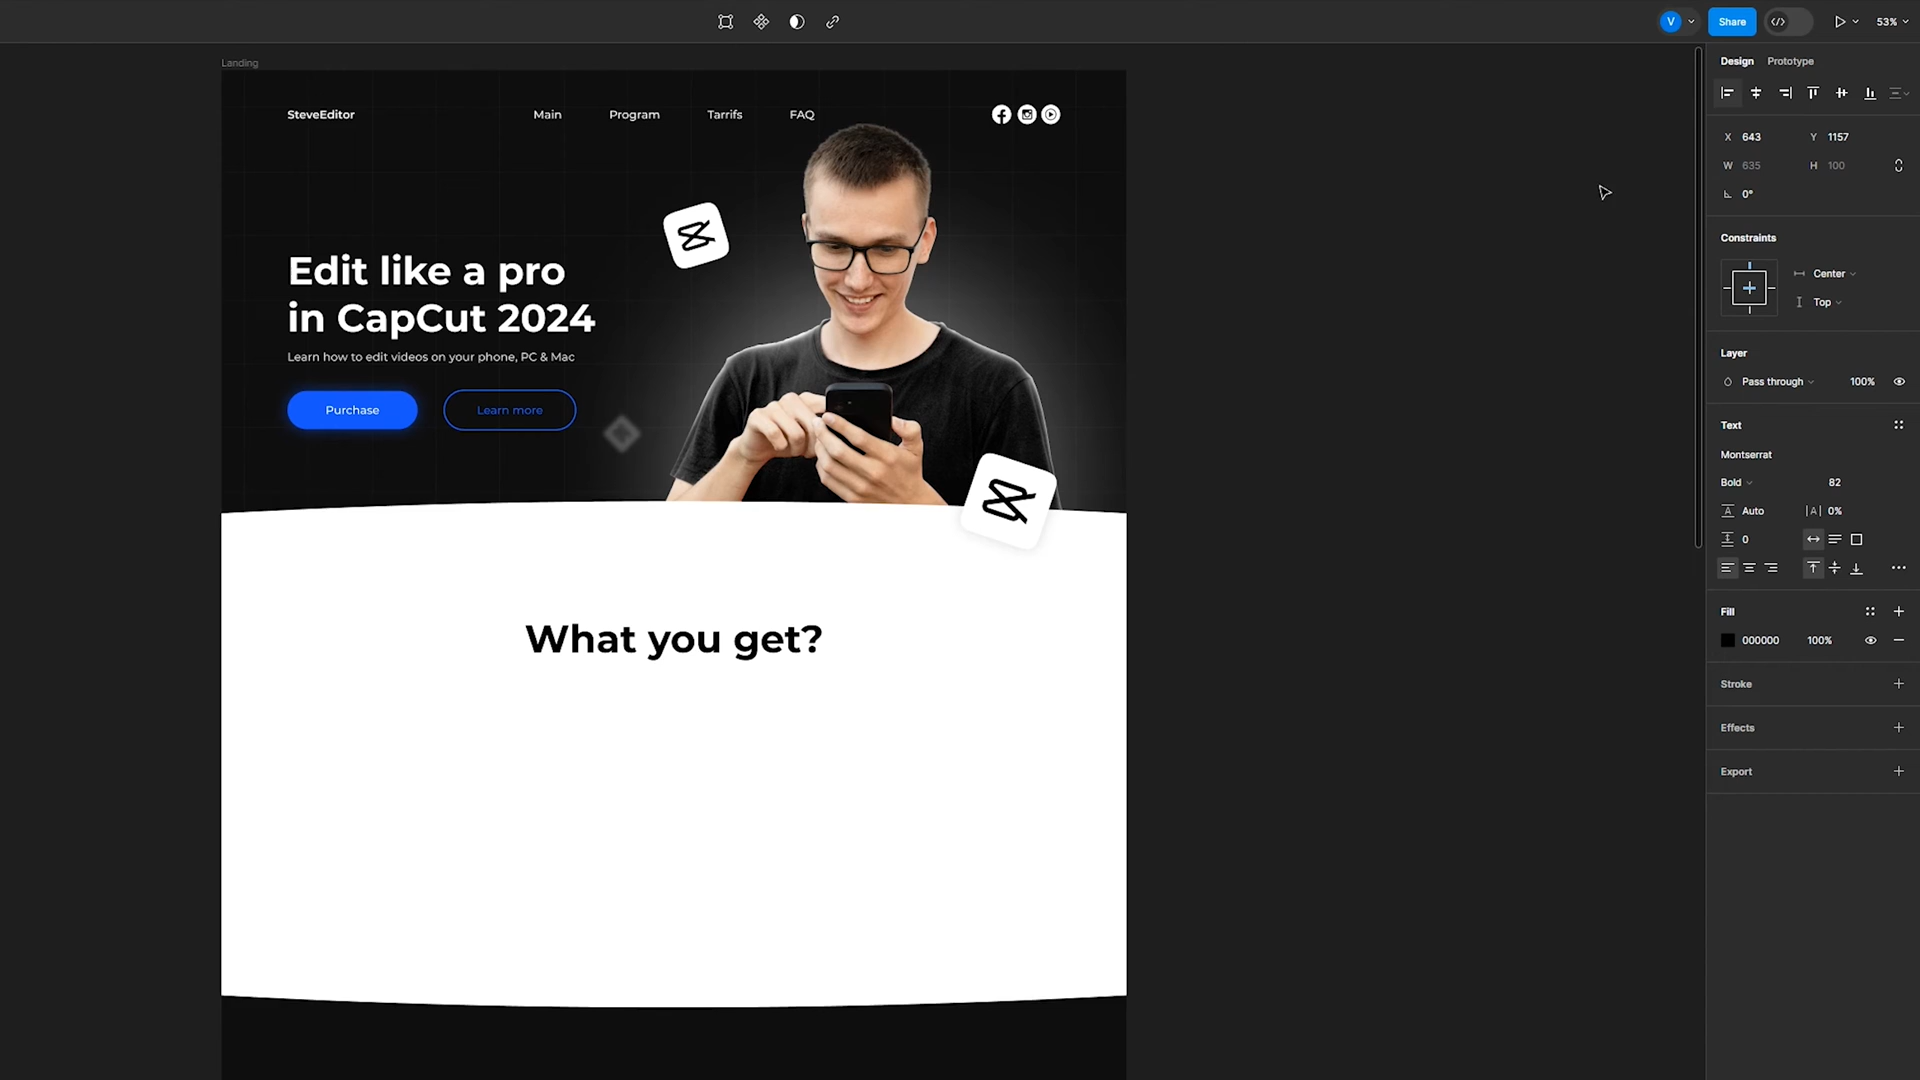 V
Share
53%
Design
Prototype
Landing
SteveEditor
Main
Program
Tarrifs
FAQ
X 643
Y 1157
W 635
H 100
0°
Constraints
Center
Top
Edit like a pro
in CapCut 2024
Learn how to edit videos on your phone, PC & Mac
Purchase
Learn more
Layer
Pass through
100%
Text
Montserrat
Bold
82
A Auto
|A| 0%
0
What you get?
Fill
000000
100%
Stroke
Effects
Export